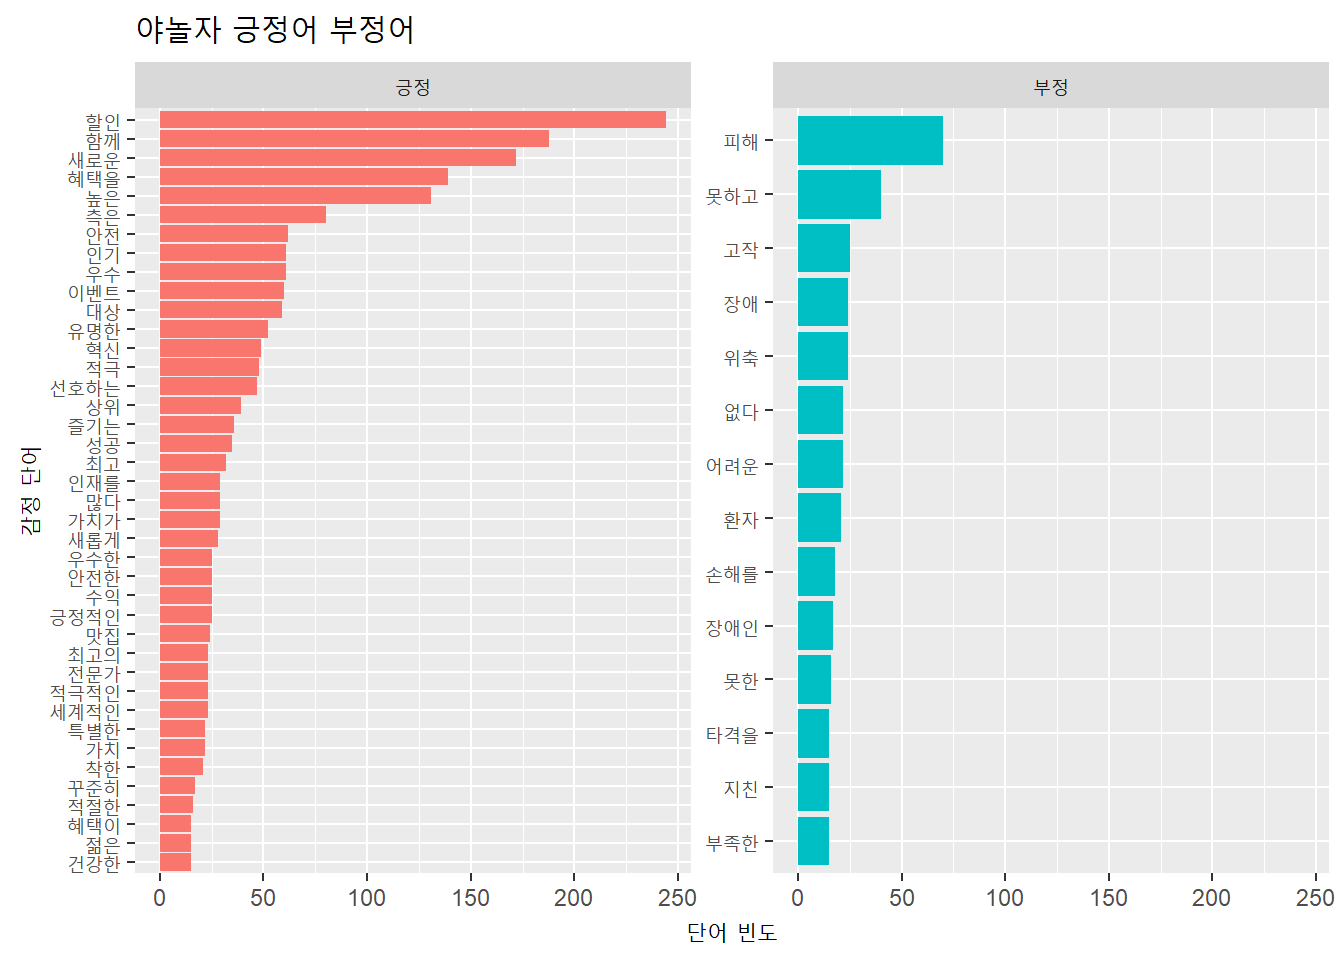 야놀자 긍정어 부정어
긍정
할인
함께
새로운
혜택을
높은
측은
안전
인기
우수
이벤트
대상
유명한
혁신
적극
선호하는
상위
즐기는
성공
최고
인재를
많다
가치가
새롭게
우수한
안전한
수익
긍정적인
맛집
최고의
전문가
적극적인
세계적인
특별한
가치
착한
꾸준히
적절한
혜택이
젊은
건강한
0 50 100 150 200 250
부정
피해
못하고
고작
장애
위축
없다
어려운
환자
손해를
장애인
못한
타격을
지친
부족한
0 50 100 150 200 250
감정 단어
단어 빈도